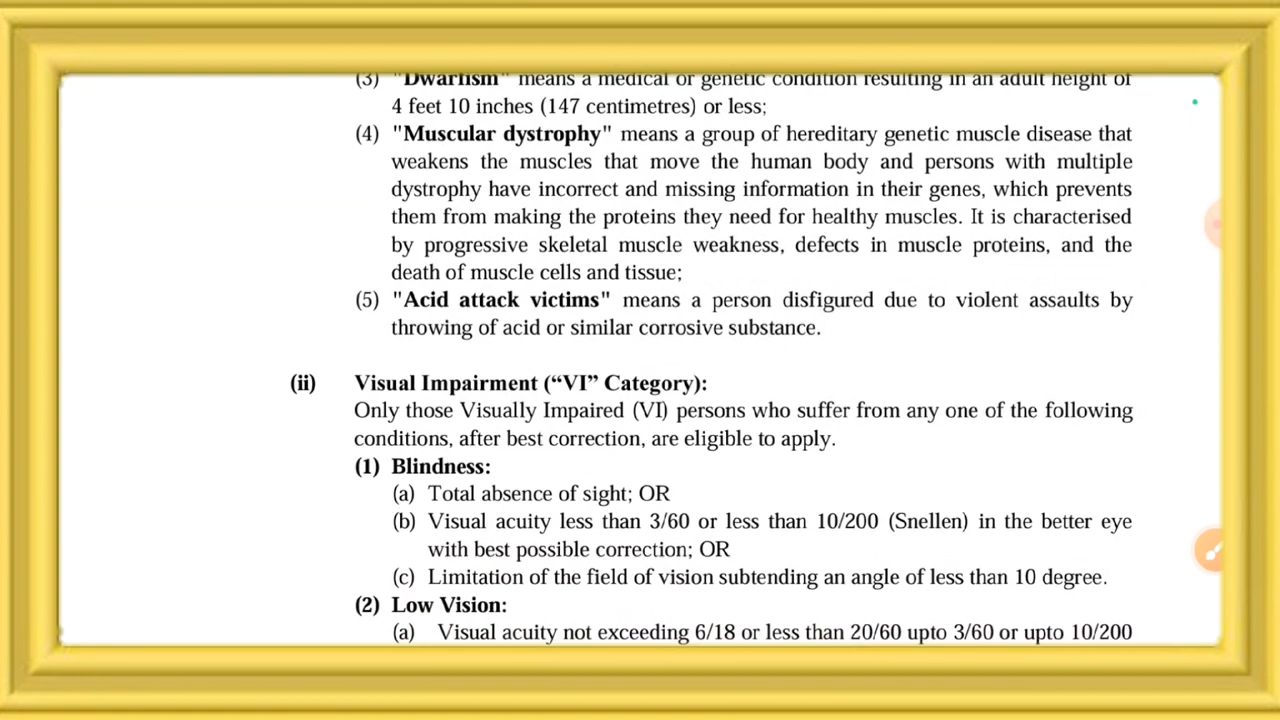 (3) "Dwarfism" means a medical or genetic condition resulting in an adult height of
4 feet 10 inches (147 centimetres) or less;
(4) "Muscular dystrophy" means a group of hereditary genetic muscle disease that
weakens the muscles that move the human body and persons with multiple
dystrophy have incorrect and missing information in their genes, which prevents
them from making the proteins they need for healthy muscles. It is characterised
by progressive skeletal muscle weakness, defects in muscle proteins, and the
death of muscle cells and tissue;
(5) "Acid attack victims" means a person disfigured due to violent assaults by
throwing of acid or similar corrosive substance.
(ii) Visual Impairment (“VI” Category):
Only those Visually Impaired (VI) persons who suffer from any one of the following
conditions, after best correction, are eligible to apply.
(1) Blindness:
(a) Total absence of sight; OR
(b) Visual acuity less than 3/60 or less than 10/200 (Snellen) in the better eye
with best possible correction; OR
(c) Limitation of the field of vision subtending an angle of less than 10 degree.
(2) Low Vision:
(a) Visual acuity not exceeding 6/18 or less than 20/60 upto 3/60 or upto 10/200